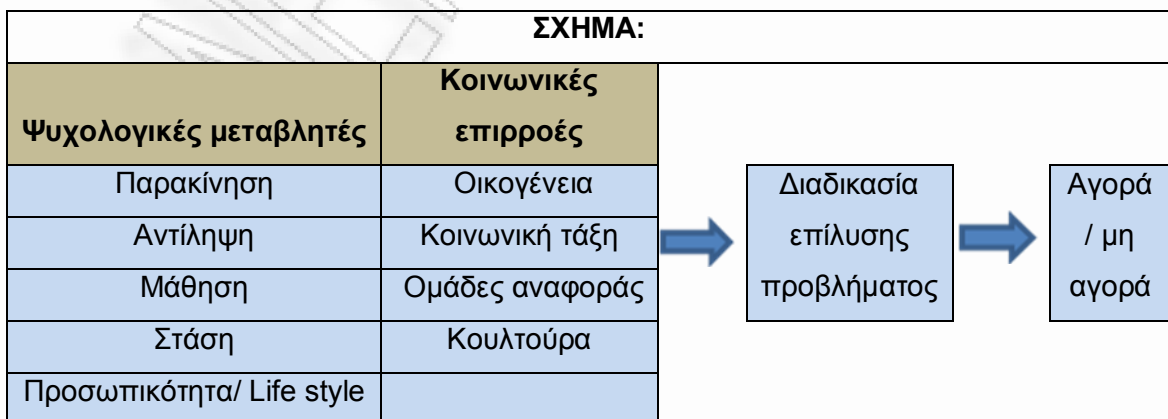 ΣΧΗΜΑ:
Ψυχολογικές μεταβλητές
Κοινωνικές
επιρροές
Παρακίνηση
Οικογένεια
Αντίληψη
Κοινωνική τάξη
Μάθηση
Ομάδες αναφοράς
Στάση
Κουλτούρα
Προσωπικότητα/ Life style
Διαδικασία
επίλυσης
προβλήματος
Αγορά
/ μη
αγορά